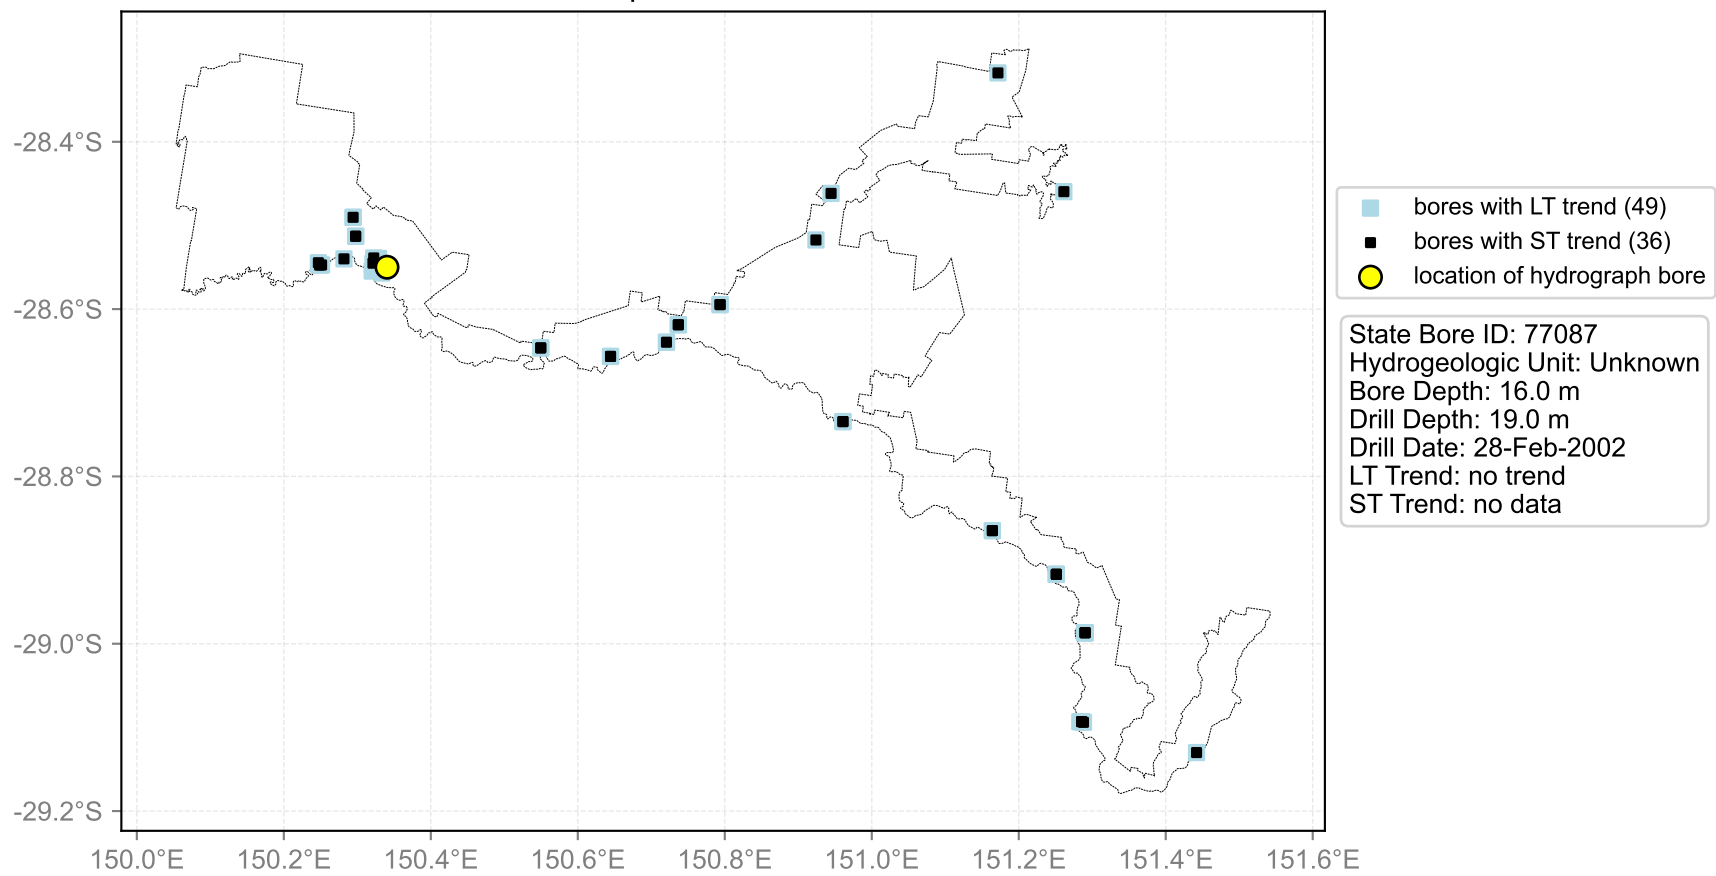 -28.4°S
-28.6°S
-28.8°S
-29.0°S
-29.2°S
150.0°E 150.2°E 150.4°E 150.6°E 150.8°E 151.0°E 151.2°E 151.4°E 151.6°E
bores with LT trend (49)
bores with ST trend (36)
location of hydrograph bore
State Bore ID: 77087
Hydrogeologic Unit: Unknown
Bore Depth: 16.0 m
Drill Depth: 19.0 m
Drill Date: 28-Feb-2002
LT Trend: no trend
ST Trend: no data